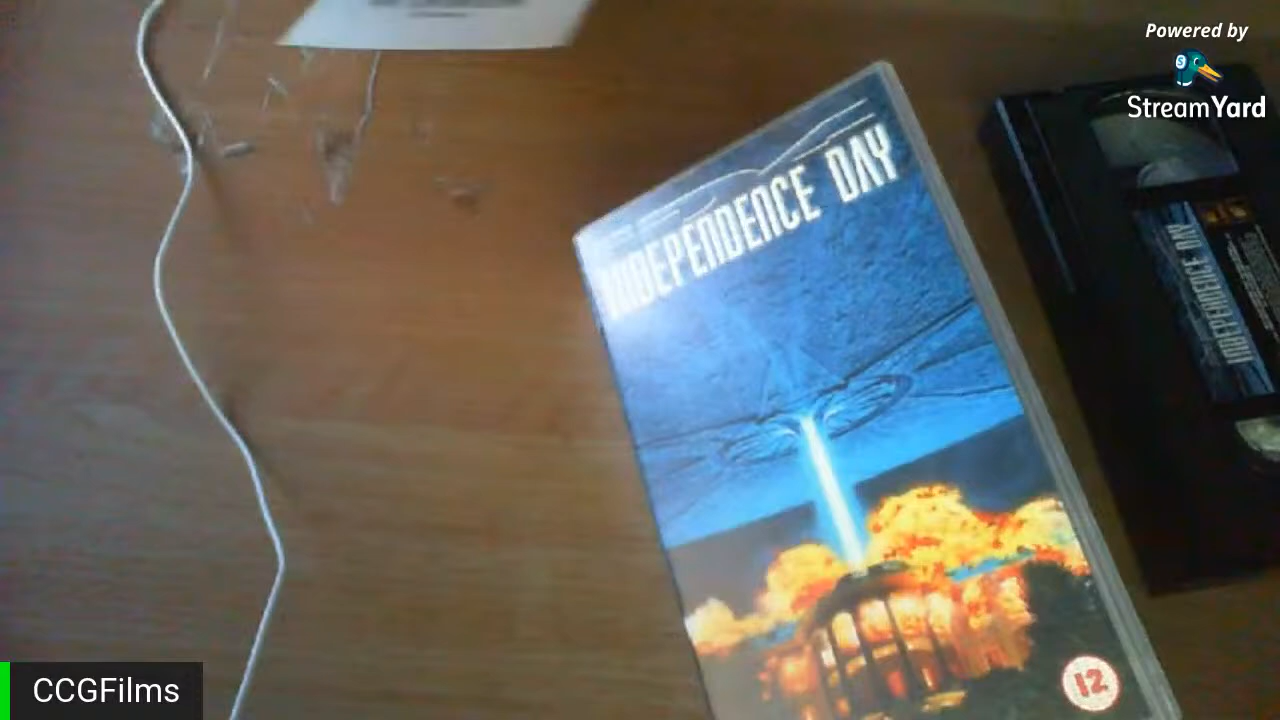 Powered by
StreamYard
INDEPENDENCE DAY
INDEPENDENCE DAY
12
CCGFilms